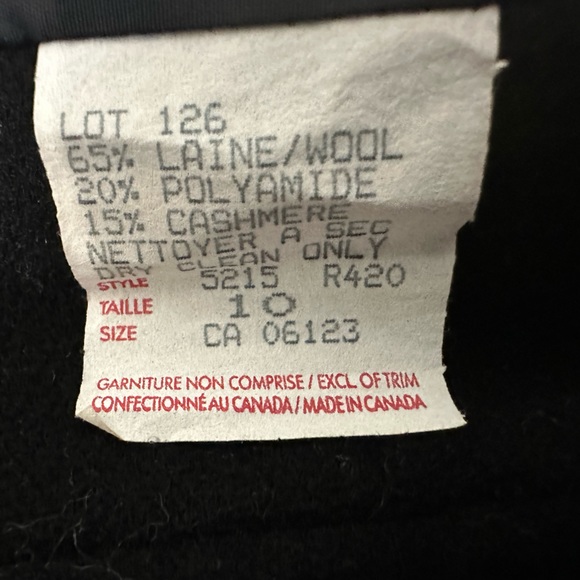 LOT 126
65% LAINE/WOOL
20% POLYAMIDE
15% CASHMERE
NETTOYER A SEC
DRY CLEAN ONLY
STYLE 5215 R420
TAILLE 10
SIZE CA 06123
GARNITURE NON COMPRISE / EXCL. OF TRIM
CONFECTIONNÉ AU CANADA / MADE IN CANADA